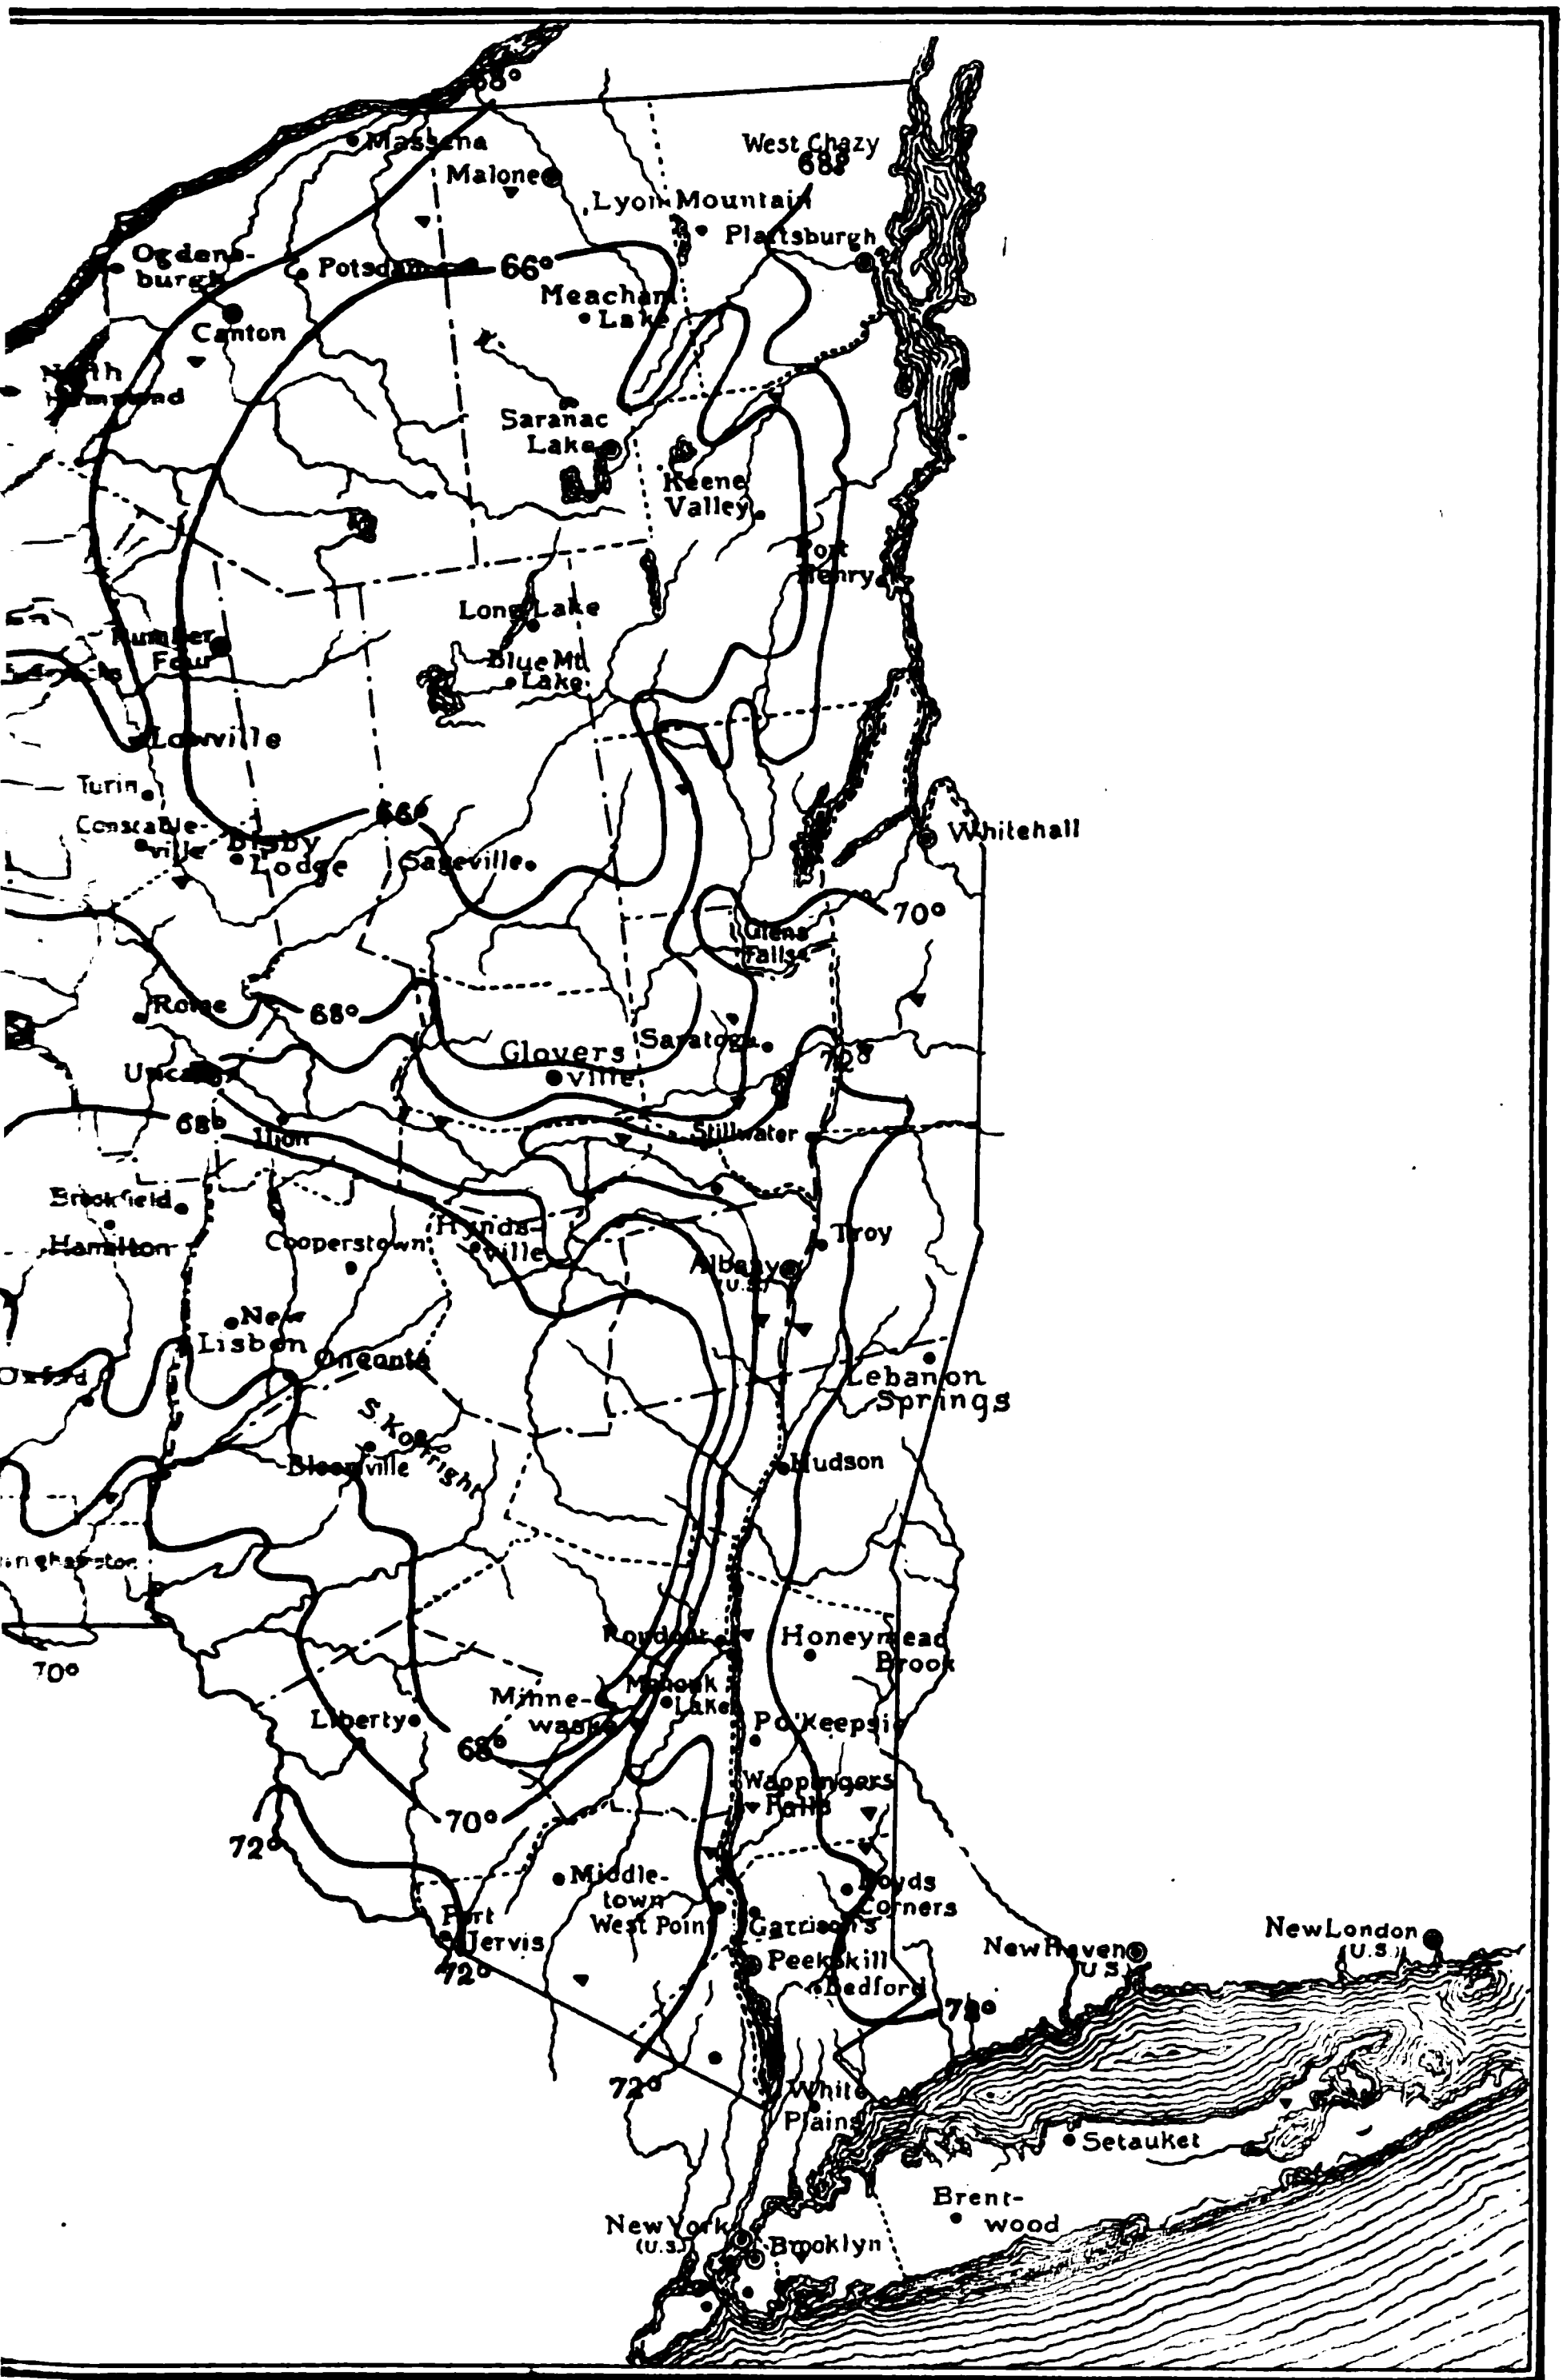 68°
Massena
Malone
West Chazy
68°
Lyon Mountain
Plattsburgh
Ogdens-
burgh
Potsdam
66°
Meacham
Lake
Canton
North
Saranac
Lake
Keene
Valley
Port
Henry
Long Lake
Number
Four
Blue Mt.
Lake
Lowville
Turin
66°
Constable-
ville
Bisby
Lodge
Sageville
Whitehall
70°
Glens
Falls
Rome
68°
Saratoga
Glovers
ville
72°
Utica
68°
Ilion
Stillwater
Brookfield
Hamilton
Cooperstown
Hynds-
ville
Troy
Albany
(U.S.)
New
Lisbon
Oneonta
Oxford
Lebanon
Springs
S. Kortright
Bloomville
Hudson
inghamton
Rondout
Honeymead
Brook
70°
Minne-
waska
Mohonk
Lake
Liberty
68°
Po'Keepsie
Wappingers
Falls
70°
72°
Middle-
town
Boyds
Corners
West Point
Garrison's
Port
Jervis
72°
Peekskill
Bedford
New Haven
U.S.
New London
(U.S.)
72°
72°
White
Plains
Setauket
Brent-
wood
New York
(U.S.)
Brooklyn